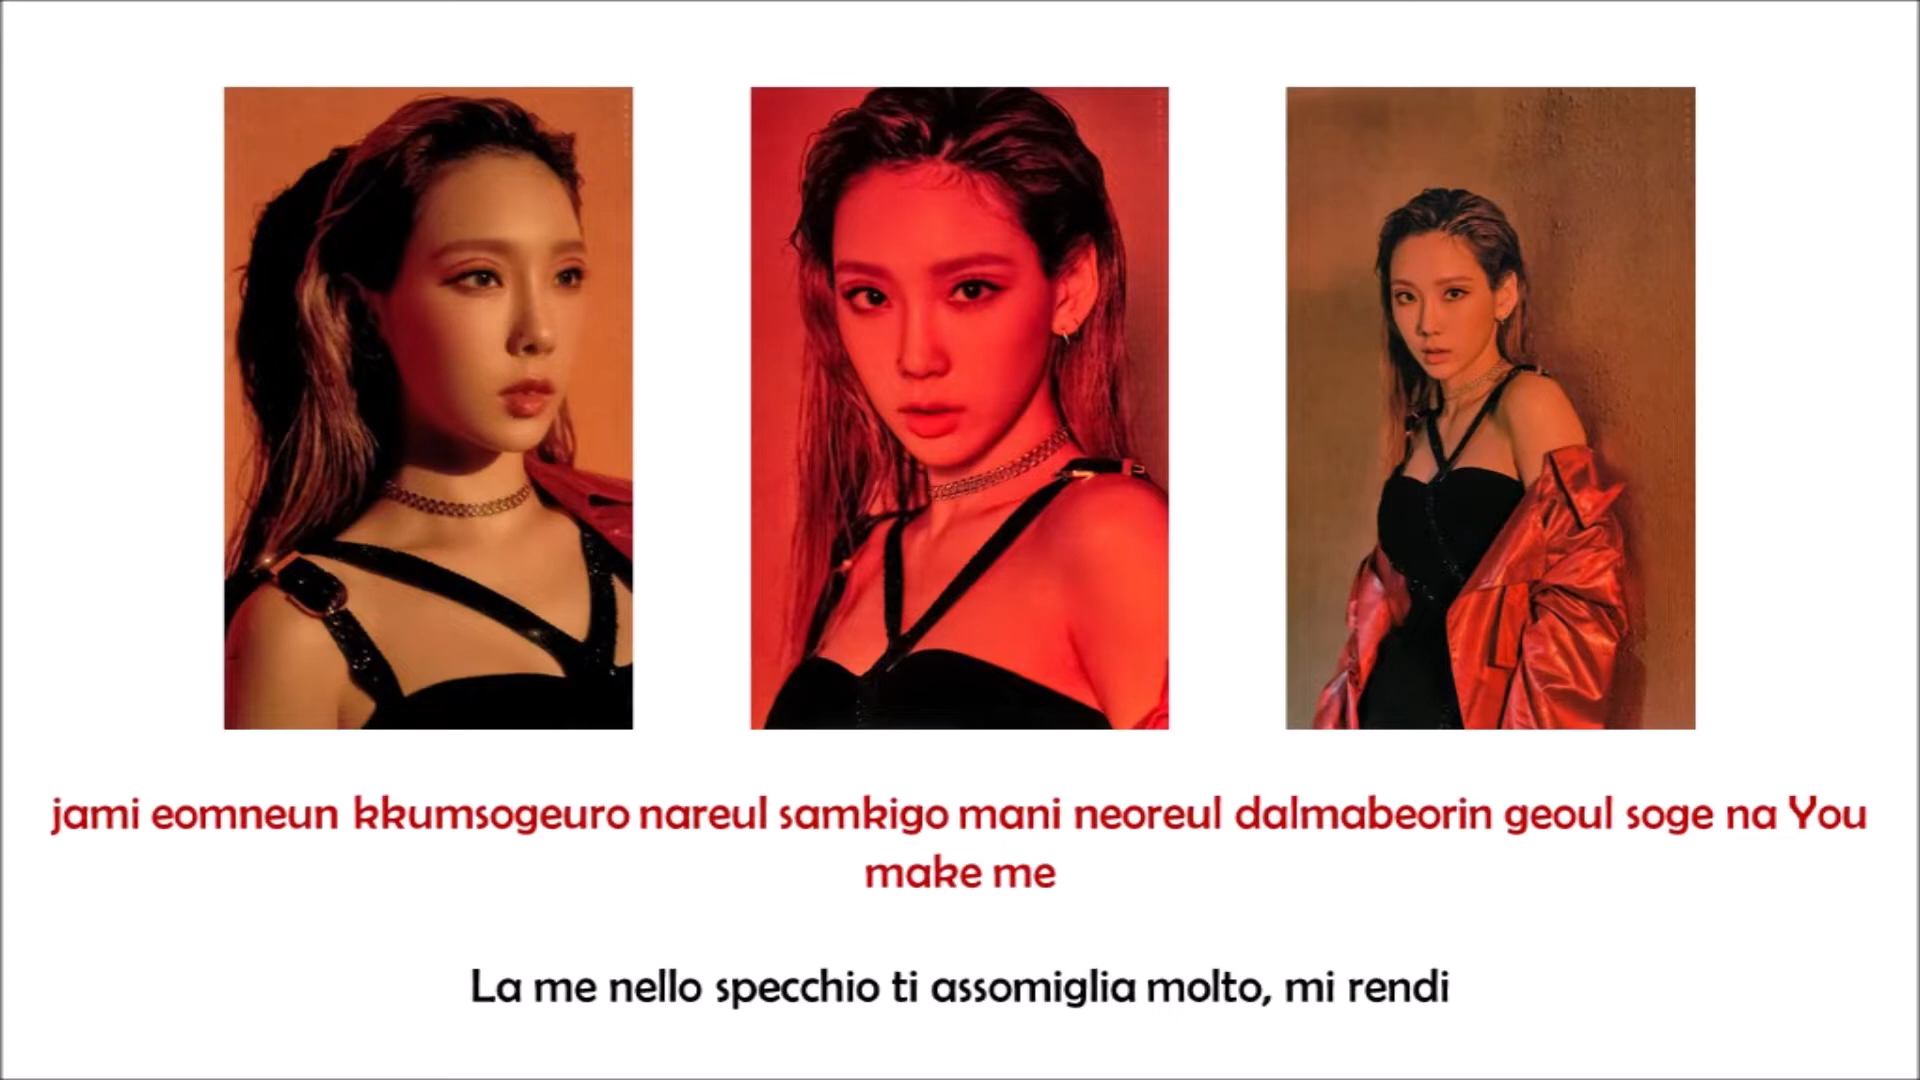 jami eomneun kkumsogeuro nareul samkigo mani neoreul dalmabeorin geoul soge na You
make me
La me nello specchio ti assomiglia molto, mi rendi